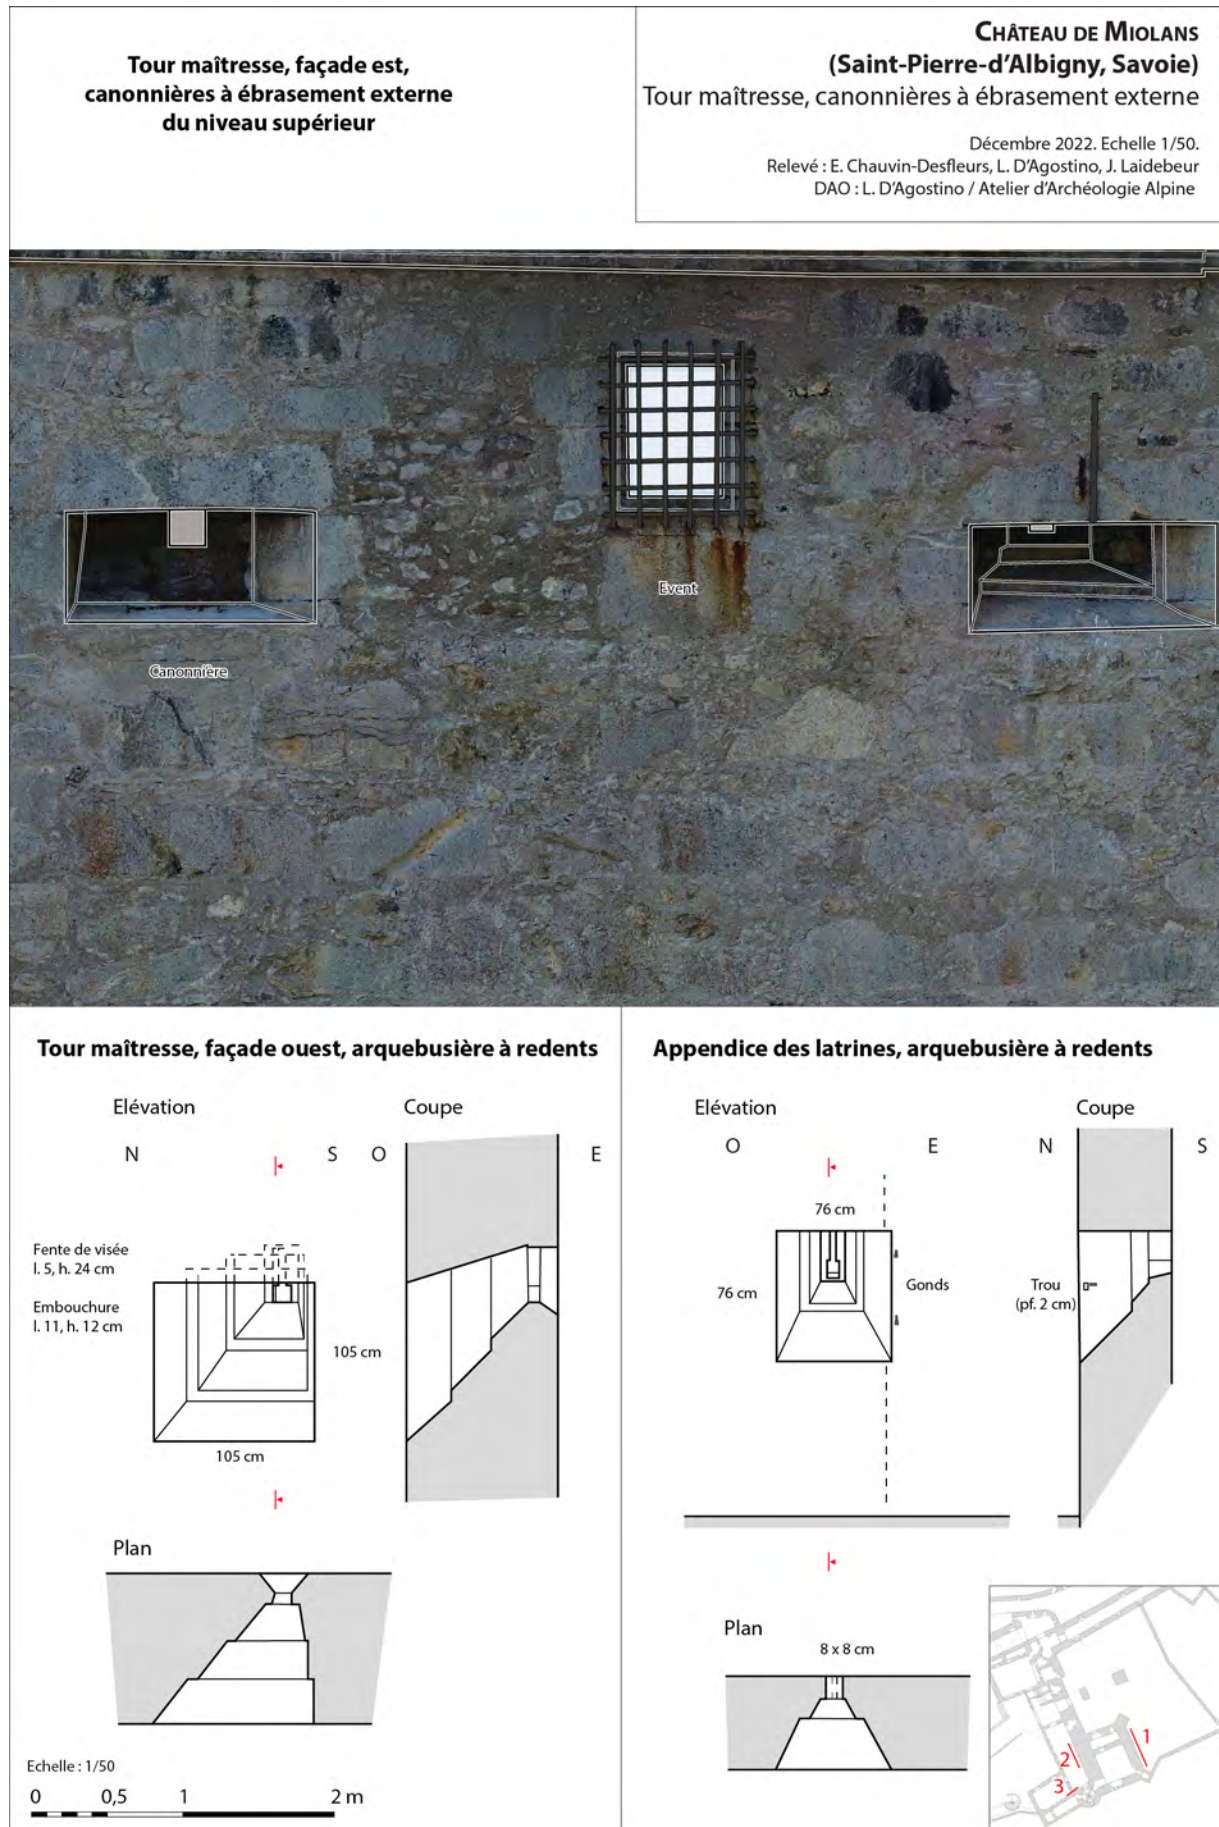 Tour maîtresse, façade est,
canonnières à ébrasement externe
du niveau supérieur
CHÂTEAU DE MIOLANS
(Saint-Pierre-d'Albigny, Savoie)
Tour maîtresse, canonnières à ébrasement externe
Décembre 2022. Echelle 1/50.
Relevé : E. Chauvin-Desfleurs, L. D'Agostino, J. Laidebeur
DAO : L. D'Agostino / Atelier d'Archéologie Alpine
Event
Canonnière
Tour maîtresse, façade ouest, arquebusière à redents
Elévation
Coupe
N
S
O
E
Fente de visée
l. 5, h. 24 cm
Embouchure
l. 11, h. 12 cm
105 cm
105 cm
Plan
Echelle : 1/50
0 0,5 1 2 m
Appendice des latrines, arquebusière à redents
Elévation
Coupe
O
E
N
S
76 cm
76 cm
Gonds
Trou
(pf. 2 cm)
Plan
8 x 8 cm
1
2
3